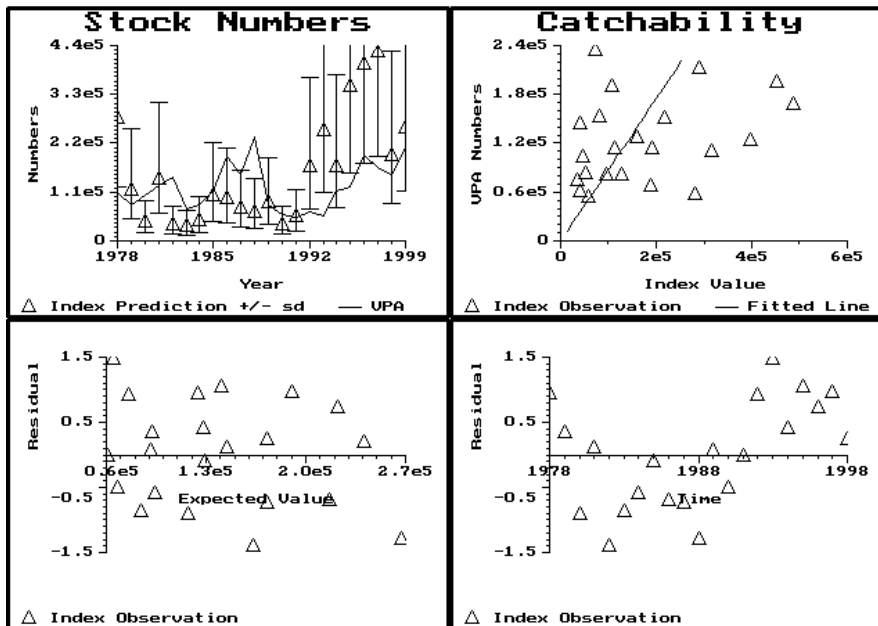 Stock Numbers
4.4e5
3.3e5
2.2e5
1.1e5
0
Numbers
1978 1985 1992 1999
Year
Index Prediction +/- sd VPA
Catchability
2.4e5
1.8e5
1.2e5
0.6e5
0
VPA Numbers
0 2e5 4e5 6e5
Index Value
Index Observation Fitted Line
1.5
0.5
-0.5
-1.5
Residual
0.6e5 1.3e5 2.0e5 2.7e5
Expected Value
Index Observation
1.5
0.5
-0.5
-1.5
Residual
1978 1988 1998
Time
Index Observation